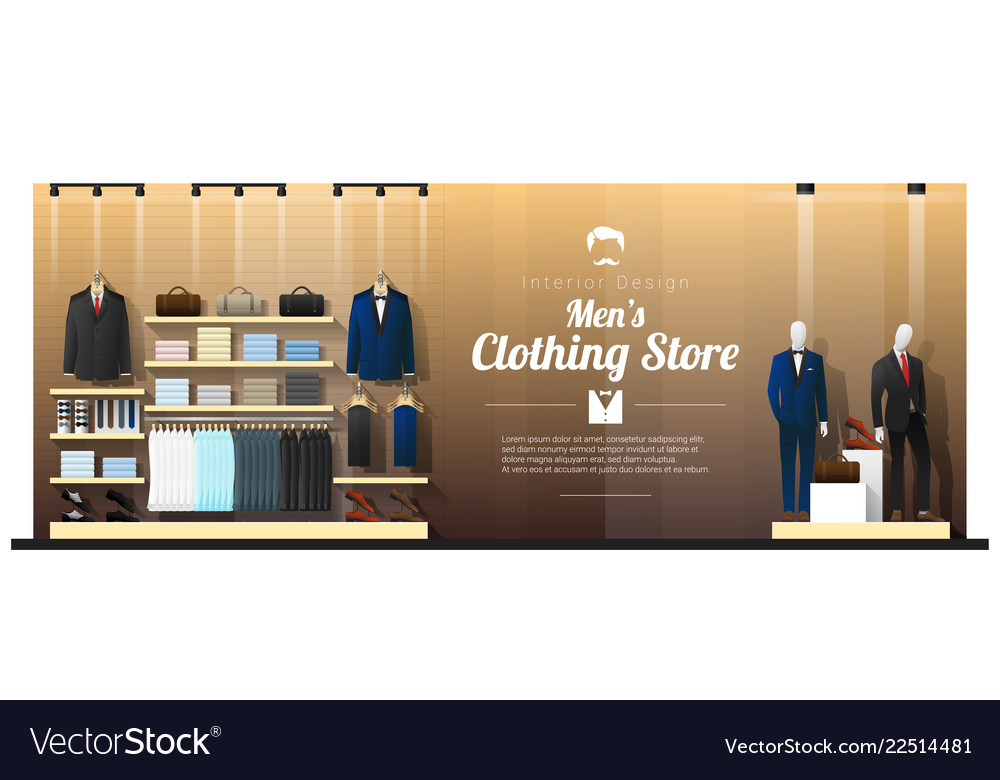 Interior Design
Men's
Clothing Store
Lorem ipsum dolor sit amet, consetetur sadipscing elitr,
sed diam nonumy eirmod tempor invidunt ut labore et
dolore magna aliquyam erat, sed diam voluptua.
At vero eos et accusam et justo duo dolores et ea rebum.
VectorStock®
VectorStock.com/22514481